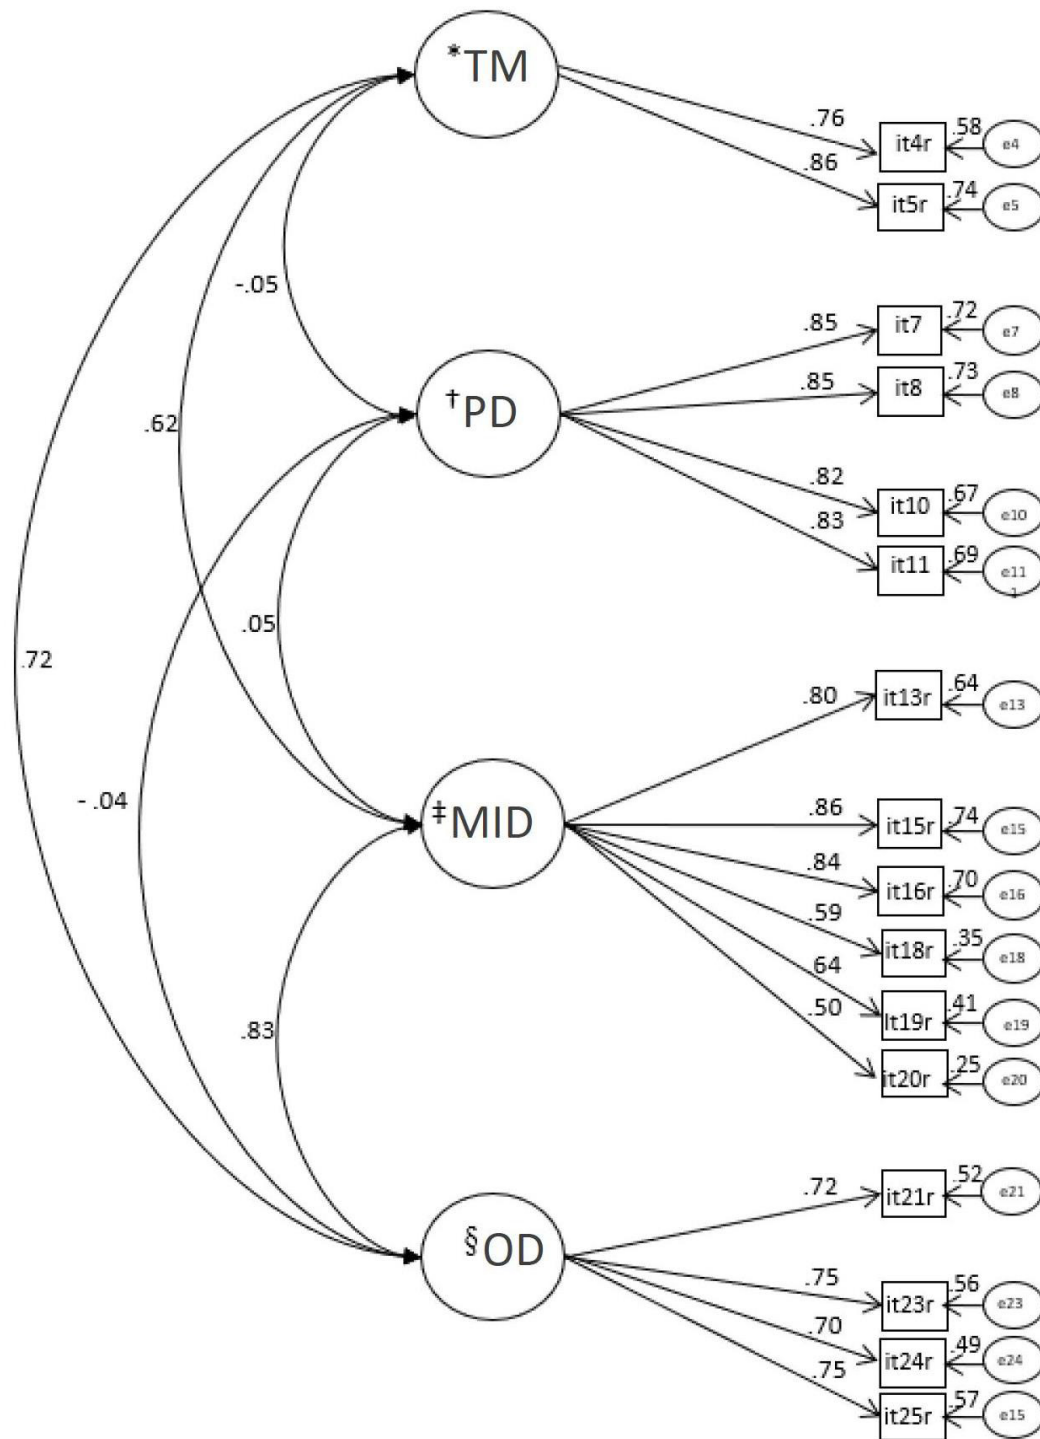 *TM
.76
it4r
.58
e4
.86
it5r
.74
e5
-.05
.85
it7
.72
e7
†PD
.85
it8
.73
e8
.62
.82
it10
.67
e10
.83
it11
.69
e11
1
.05
.72
.80
it13r
.64
e13
- .04
‡MID
.86
it15r
.74
e15
.84
it16r
.70
e16
.59
it18r
.35
e18
64
lt19r
.41
e19
.83
.50
it20r
.25
e20
.72
it21r
.52
e21
§OD
.75
it23r
.56
e23
.70
it24r
.49
e24
.75
it25r
.57
e15